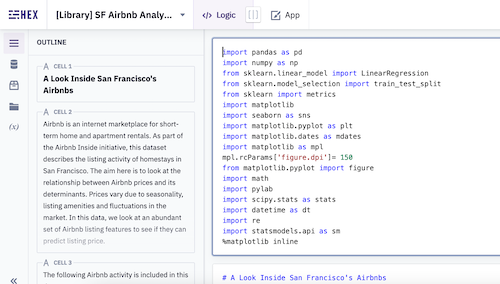 HEX
[Library] SF Airbnb Analy...
Logic
App
OUTLINE
CELL 1
A Look Inside San Francisco's
Airbnbs
CELL 2
Airbnb is an internet marketplace for short-
term home and apartment rentals. As part of
the Airbnb Inside initiative, this dataset
describes the listing activity of homestays in
San Francisco. The aim here is to look at the
relationship between Airbnb prices and its
determinants. Prices vary due to seasonality,
listing amenities and fluctuations in the
market. In this data, we look at an abundant
set of Airbnb listing features to see if they can
predict listing price.
CELL 3
The following Airbnb activity is included in this
(x)
import pandas as pd
import numpy as np
from sklearn.linear_model import LinearRegression
from sklearn.model_selection import train_test_split
from sklearn import metrics
import matplotlib
import seaborn as sns
import matplotlib.pyplot as plt
import matplotlib.dates as mdates
import matplotlib as mpl
mpl.rcParams['figure.dpi']= 150
from matplotlib.pyplot import figure
import math
import pylab
import scipy.stats as stats
import datetime as dt
import re
import statsmodels.api as sm
%matplotlib inline
# A Look Inside San Francisco's Airbnbs